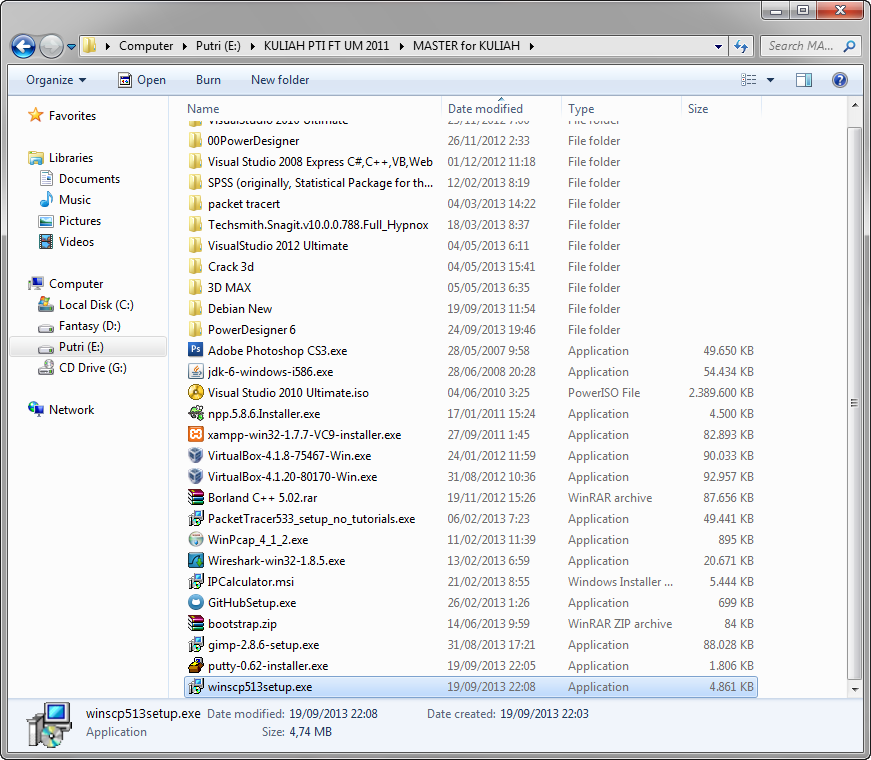 Computer Putri (E:) KULIAH PTI FT UM 2011 MASTER for KULIAH Search MA...
Organize Open Burn New folder
Name Date modified Type Size
Favorites
Libraries
Documents
Music
Pictures
Videos
Computer
Local Disk (C:)
Fantasy (D:)
Putri (E:)
CD Drive (G:)
Network
VisualStudio 2010 Ultimate File folder
00PowerDesigner 26/11/2012 2:33 File folder
Visual Studio 2008 Express C#,C++,VB,Web 01/12/2012 11:18 File folder
SPSS (originally, Statistical Package for th... 12/02/2013 8:19 File folder
packet tracert 04/03/2013 14:22 File folder
Techsmith.Snagit.v10.0.0.788.Full_Hypnox 18/03/2013 8:37 File folder
VisualStudio 2012 Ultimate 04/05/2013 6:11 File folder
Crack 3d 04/05/2013 15:41 File folder
3D MAX 05/05/2013 6:35 File folder
Debian New 19/09/2013 11:54 File folder
PowerDesigner 6 24/09/2013 19:46 File folder
Adobe Photoshop CS3.exe 28/05/2007 9:58 Application 49.650 KB
jdk-6-windows-i586.exe 28/06/2008 20:28 Application 54.434 KB
Visual Studio 2010 Ultimate.iso 04/06/2010 3:25 PowerISO File 2.389.600 KB
npp.5.8.6.Installer.exe 17/01/2011 15:24 Application 4.500 KB
xampp-win32-1.7.7-VC9-installer.exe 27/09/2011 1:45 Application 82.893 KB
VirtualBox-4.1.8-75467-Win.exe 24/01/2012 11:59 Application 90.033 KB
VirtualBox-4.1.20-80170-Win.exe 31/08/2012 10:36 Application 92.957 KB
Borland C++ 5.02.rar 19/11/2012 15:26 WinRAR archive 87.656 KB
PacketTracer533_setup_no_tutorials.exe 06/02/2013 7:23 Application 49.441 KB
WinPcap_4_1_2.exe 11/02/2013 11:39 Application 895 KB
Wireshark-win32-1.8.5.exe 13/02/2013 6:59 Application 20.671 KB
IPCalculator.msi 21/02/2013 8:55 Windows Installer ... 5.444 KB
GitHubSetup.exe 26/02/2013 1:26 Application 699 KB
bootstrap.zip 14/06/2013 9:59 WinRAR ZIP archive 84 KB
gimp-2.8.6-setup.exe 31/08/2013 17:21 Application 88.028 KB
putty-0.62-installer.exe 19/09/2013 22:05 Application 1.806 KB
winscp513setup.exe 19/09/2013 22:08 Application 4.861 KB
winscp513setup.exe Date modified: 19/09/2013 22:08 Date created: 19/09/2013 22:03
Application Size: 4,74 MB